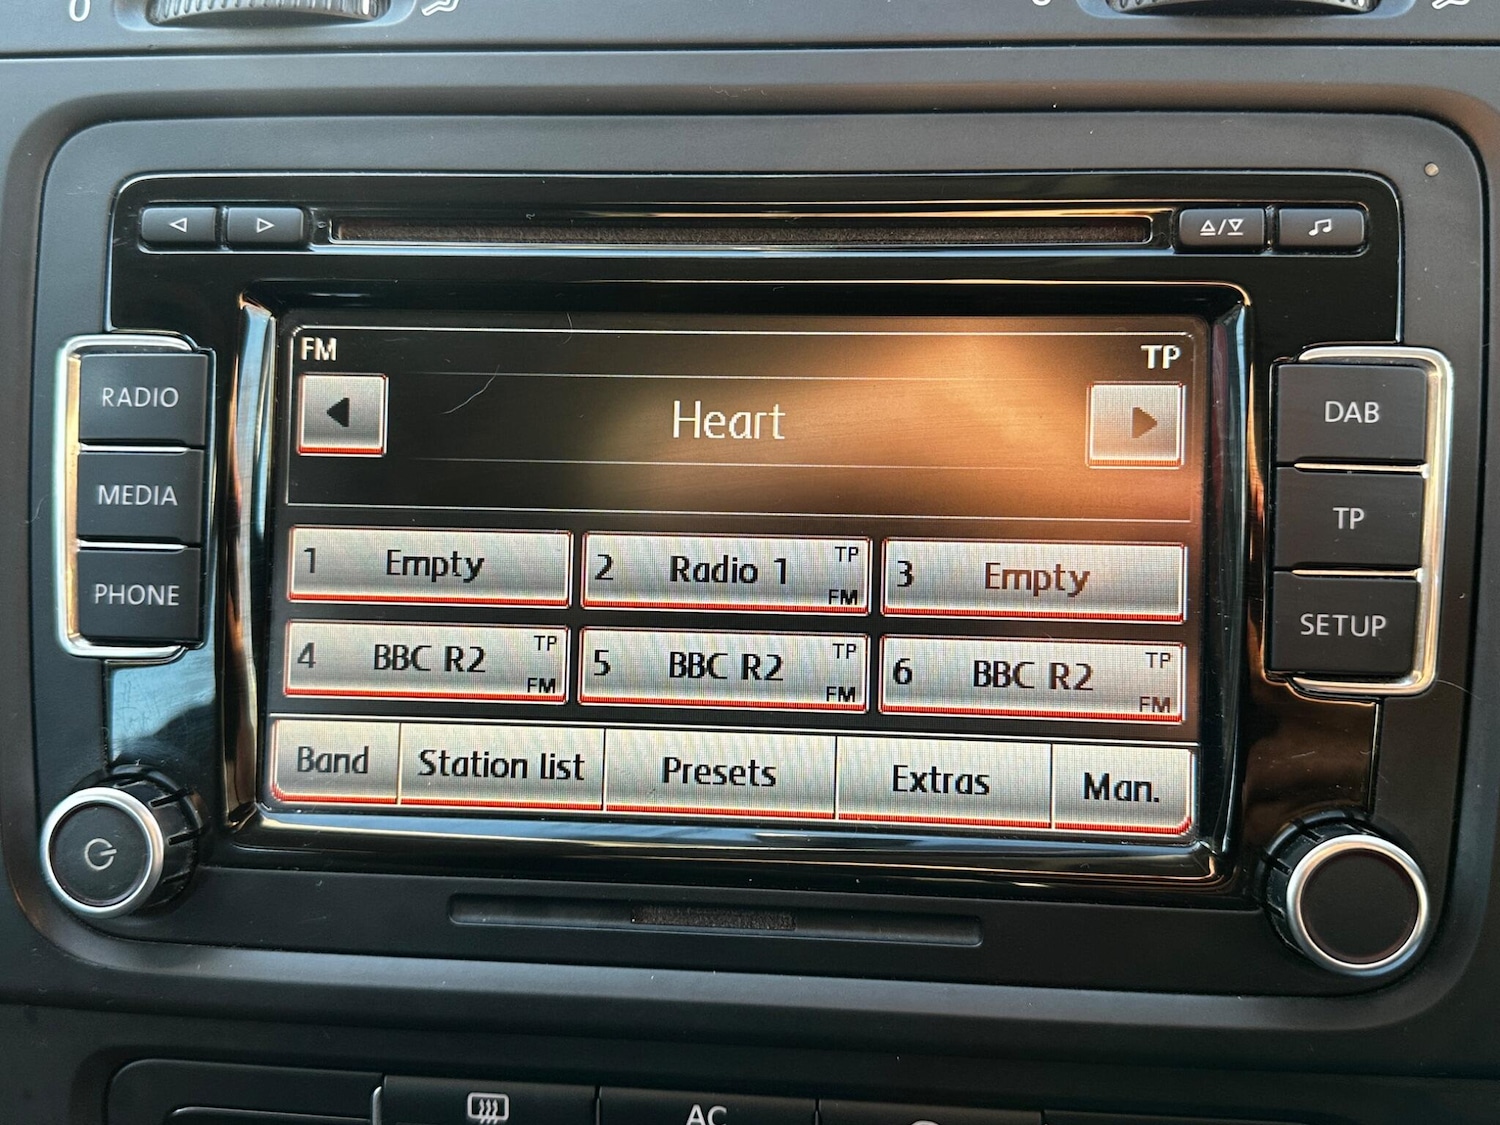 0
RADIO
MEDIA
PHONE
DAB
TP
SETUP
FM
TP
Heart
1 Empty
2 Radio 1 TP FM
3 Empty
4 BBC R2 TP FM
5 BBC R2 TP FM
6 BBC R2 TP FM
Band Station list Presets Extras Man.
AC